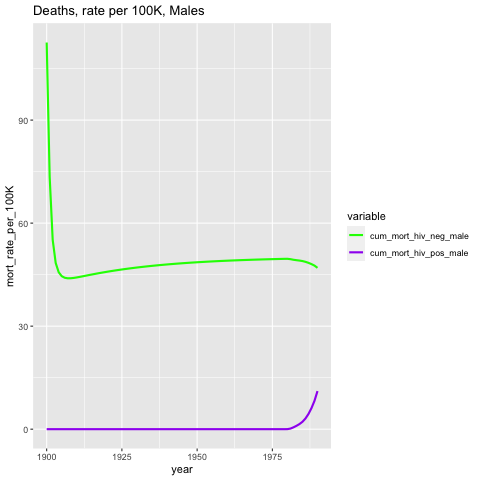 Deaths, rate per 100K, Males
mort_rate_per_100K
90
60
30
0
1900
1925
1950
1975
year
variable
cum_mort_hiv_neg_male
cum_mort_hiv_pos_male